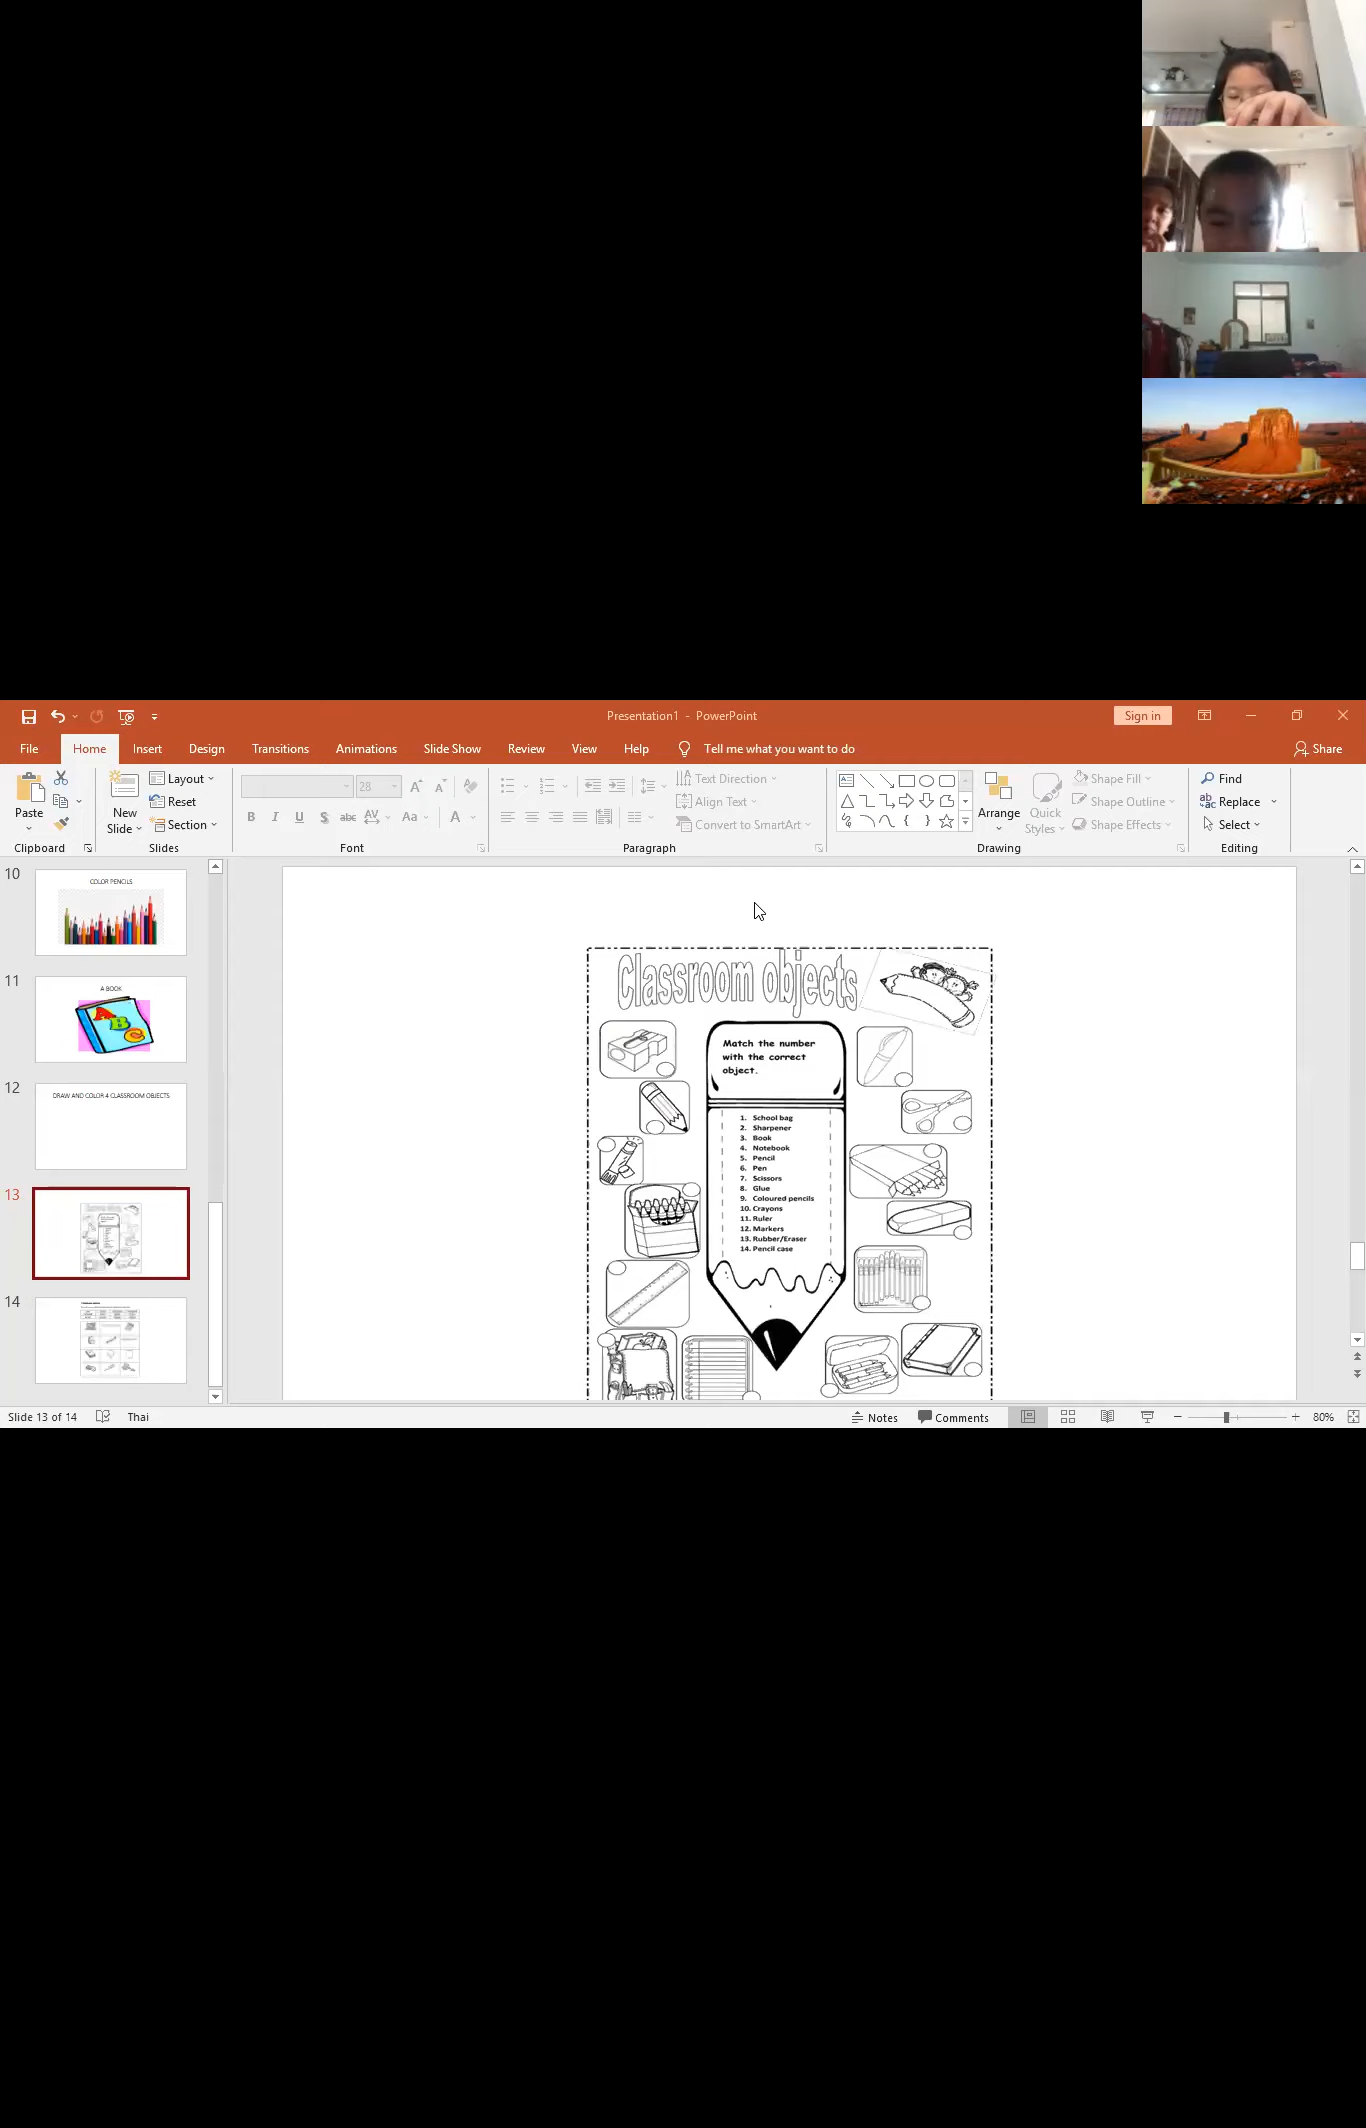 Presentation1 - PowerPoint
Sign in
File Home Insert Design Transitions Animations Slide Show Review View Help Tell me what you want to do Share
Paste
New Slide
Layout
Reset
Section
28
B I U S abc AV Aa A
Text Direction
Align Text
Convert to SmartArt
Arrange
Quick Styles
Shape Fill
Shape Outline
Shape Effects
Find
Replace
Select
Clipboard Slides Font Paragraph Drawing Editing
10
COLOR PENCILS
11
A BOOK
A B C
12
DRAW AND COLOR 4 CLASSROOM OBJECTS
13
14
Classroom objects
Match the number
with the correct
object.
1. School bag
2. Sharpener
3. Book
4. Notebook
5. Pencil
6. Pen
7. Scissors
8. Glue
9. Coloured pencils
10. Crayons
11. Ruler
12. Markers
13. Rubber/Eraser
14. Pencil case
Slide 13 of 14 Thai Notes Comments 80%